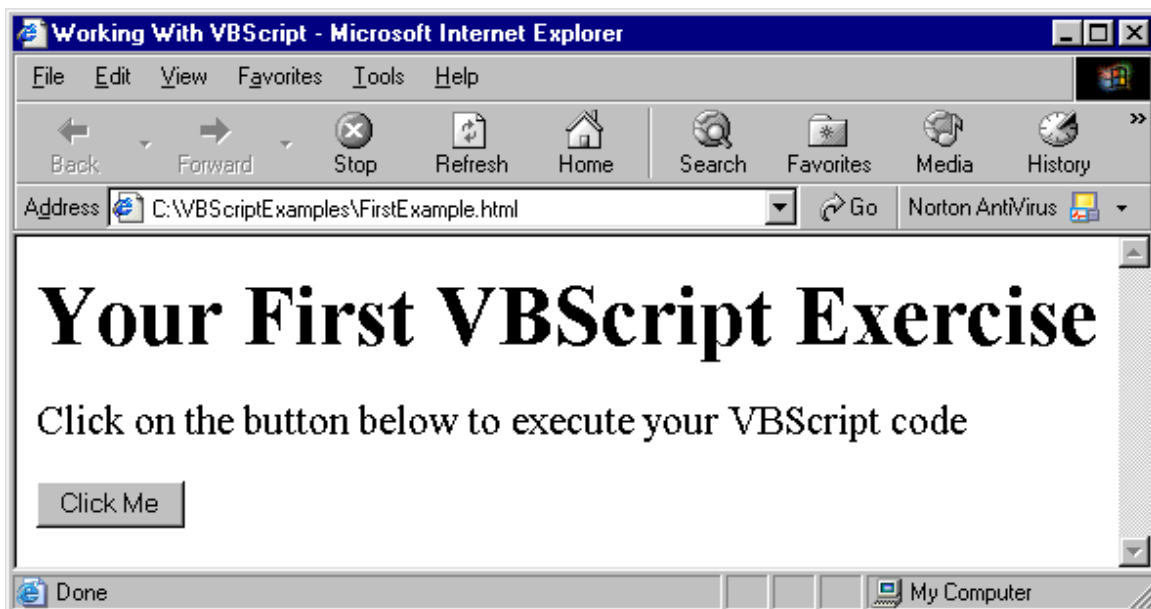 Working With VBScript - Microsoft Internet Explorer
File Edit View Favorites Tools Help
Back Forward Stop Refresh Home Search Favorites Media History »
Address C:\VBScriptExamples\FirstExample.html Go Norton AntiVirus
Your First VBScript Exercise
Click on the button below to execute your VBScript code
Click Me
Done My Computer